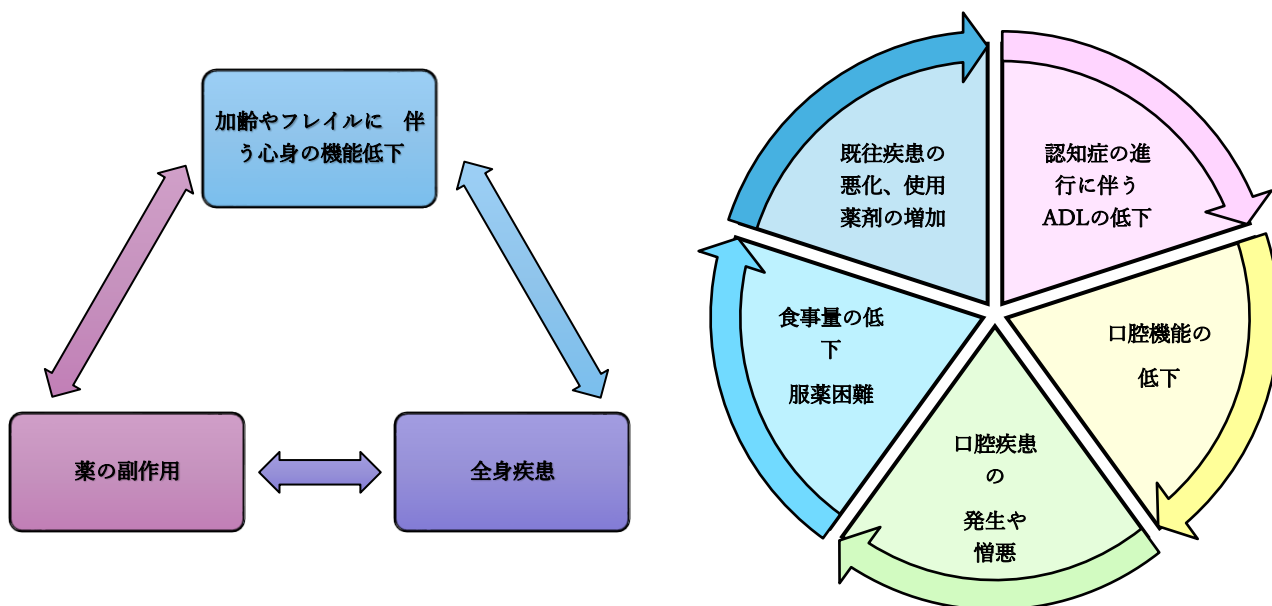 加齢やフレイルに　伴
う心身の機能低下
薬の副作用
全身疾患
既往疾患の
悪化、使用
薬剤の増加
認知症の進
行に伴う
ADLの低下
食事量の低
下
服薬困難
口腔機能の
低下
口腔疾患
の
発生や
憎悪